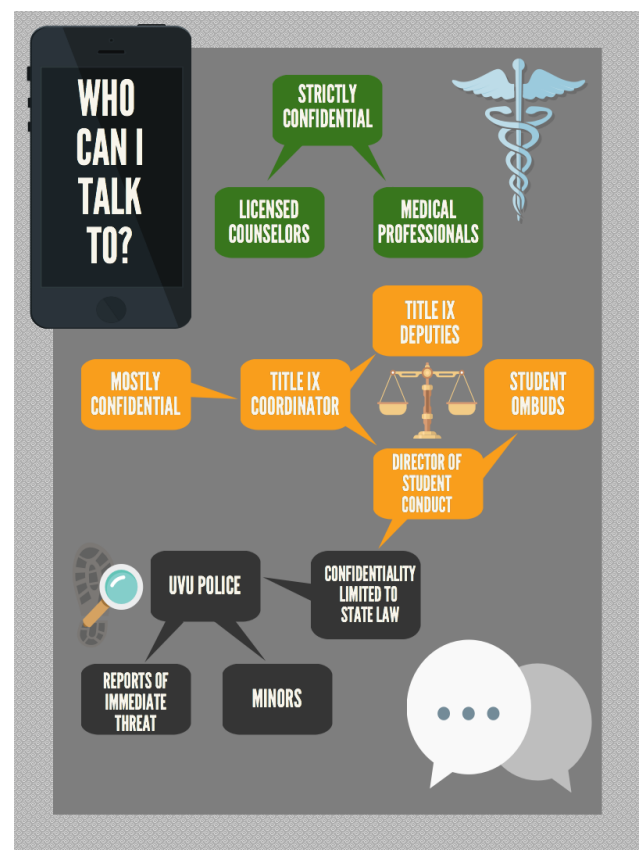 WHO
CAN I
TALK
TO?
STRICTLY
CONFIDENTIAL
LICENSED
COUNSELORS
MEDICAL
PROFESSIONALS
TITLE IX
DEPUTIES
MOSTLY
CONFIDENTIAL
TITLE IX
COORDINATOR
STUDENT
OMBUDS
DIRECTOR OF
STUDENT
CONDUCT
UVU POLICE
CONFIDENTIALITY
LIMITED TO
STATE LAW
REPORTS OF
IMMEDIATE
THREAT
MINORS